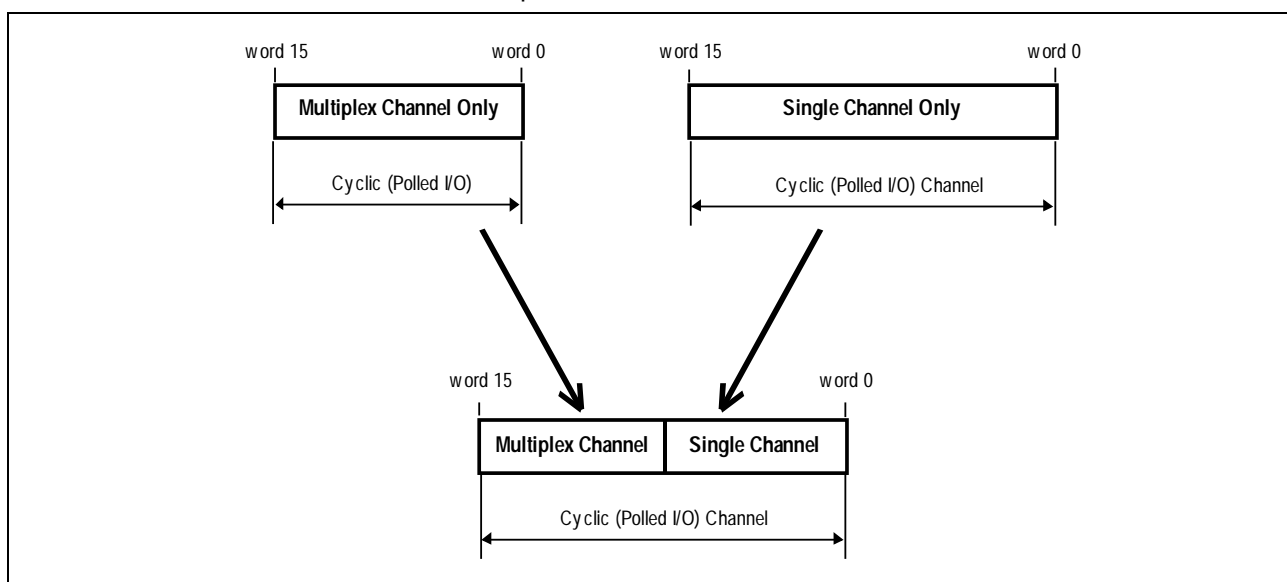 word 15
word 0
word 15
word 0
Multiplex Channel Only
Single Channel Only
Cyclic (Polled I/O)
Cyclic (Polled I/O) Channel
word 15
word 0
Multiplex Channel
Single Channel
Cyclic (Polled I/O) Channel